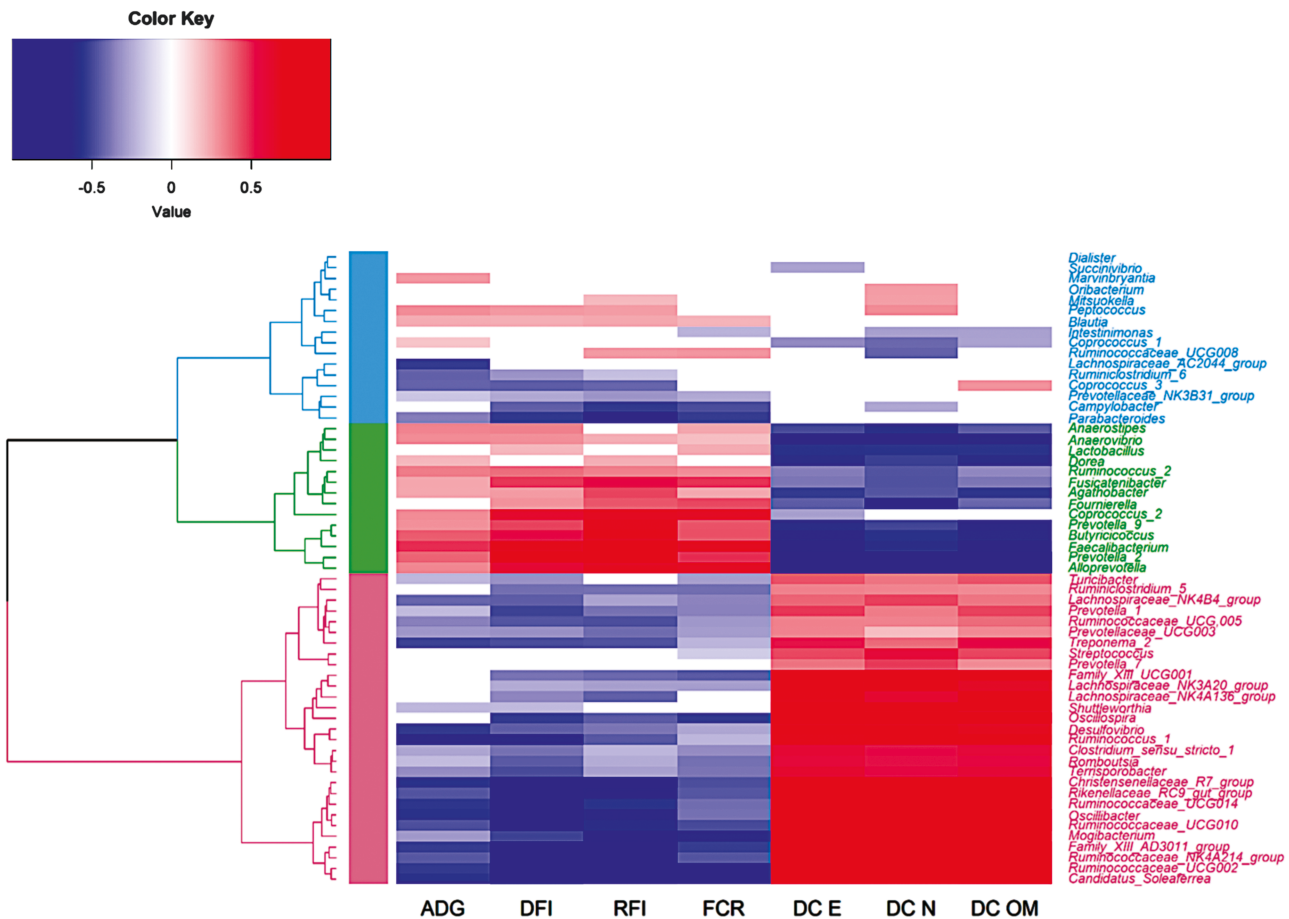 Color Key
-0.5 0 0.5
Value
Dialister
Succinivibrio
Marvinbryantia
Oribacterium
Mitsuokella
Peptococcus
Blautia
Intestinimonas
Coprococcus_1
Ruminococcaceae_UCG008
Lachnospiraceae_AC2044_group
Ruminiclostridium_6
Coprococcus_3
Prevotellaceae_NK3B31_group
Campylobacter
Parabacteroides
Anaerostipes
Anaerovibrio
Lactobacillus
Dorea
Ruminococcus_2
Fusicatenibacter
Agathobacter
Fournierella
Coprococcus_2
Prevotella_9
Butyricicoccus
Faecalibacterium
Prevotella_2
Alloprevotella
Turicibacter
Ruminiclostridium_5
Lachnospiraceae_NK4B4_group
Prevotella_1
Ruminococcaceae_UCG.005
Prevotellaceae_UCG003
Treponema_2
Streptococcus
Prevotella_7
Family_XIII_UCG001
Lachnospiraceae_NK3A20_group
Lachnospiraceae_NK4A136_group
Shuttleworthia
Oscillospira
Desulfovibrio
Ruminococcus_1
Clostridium_sensu_stricto_1
Romboutsia
Terrisporobacter
Christensenellaceae_R7_group
Rikenellaceae_RC9_gut_group
Ruminococcaceae_UCG014
Oscillibacter
Ruminococcaceae_UCG010
Mogibacterium
Family_XIII_AD3011_group
Ruminococcaceae_NK4A214_group
Ruminococcaceae_UCG002
Candidatus_Soleaferrea
ADG DFI RFI FCR DC E DC N DC OM